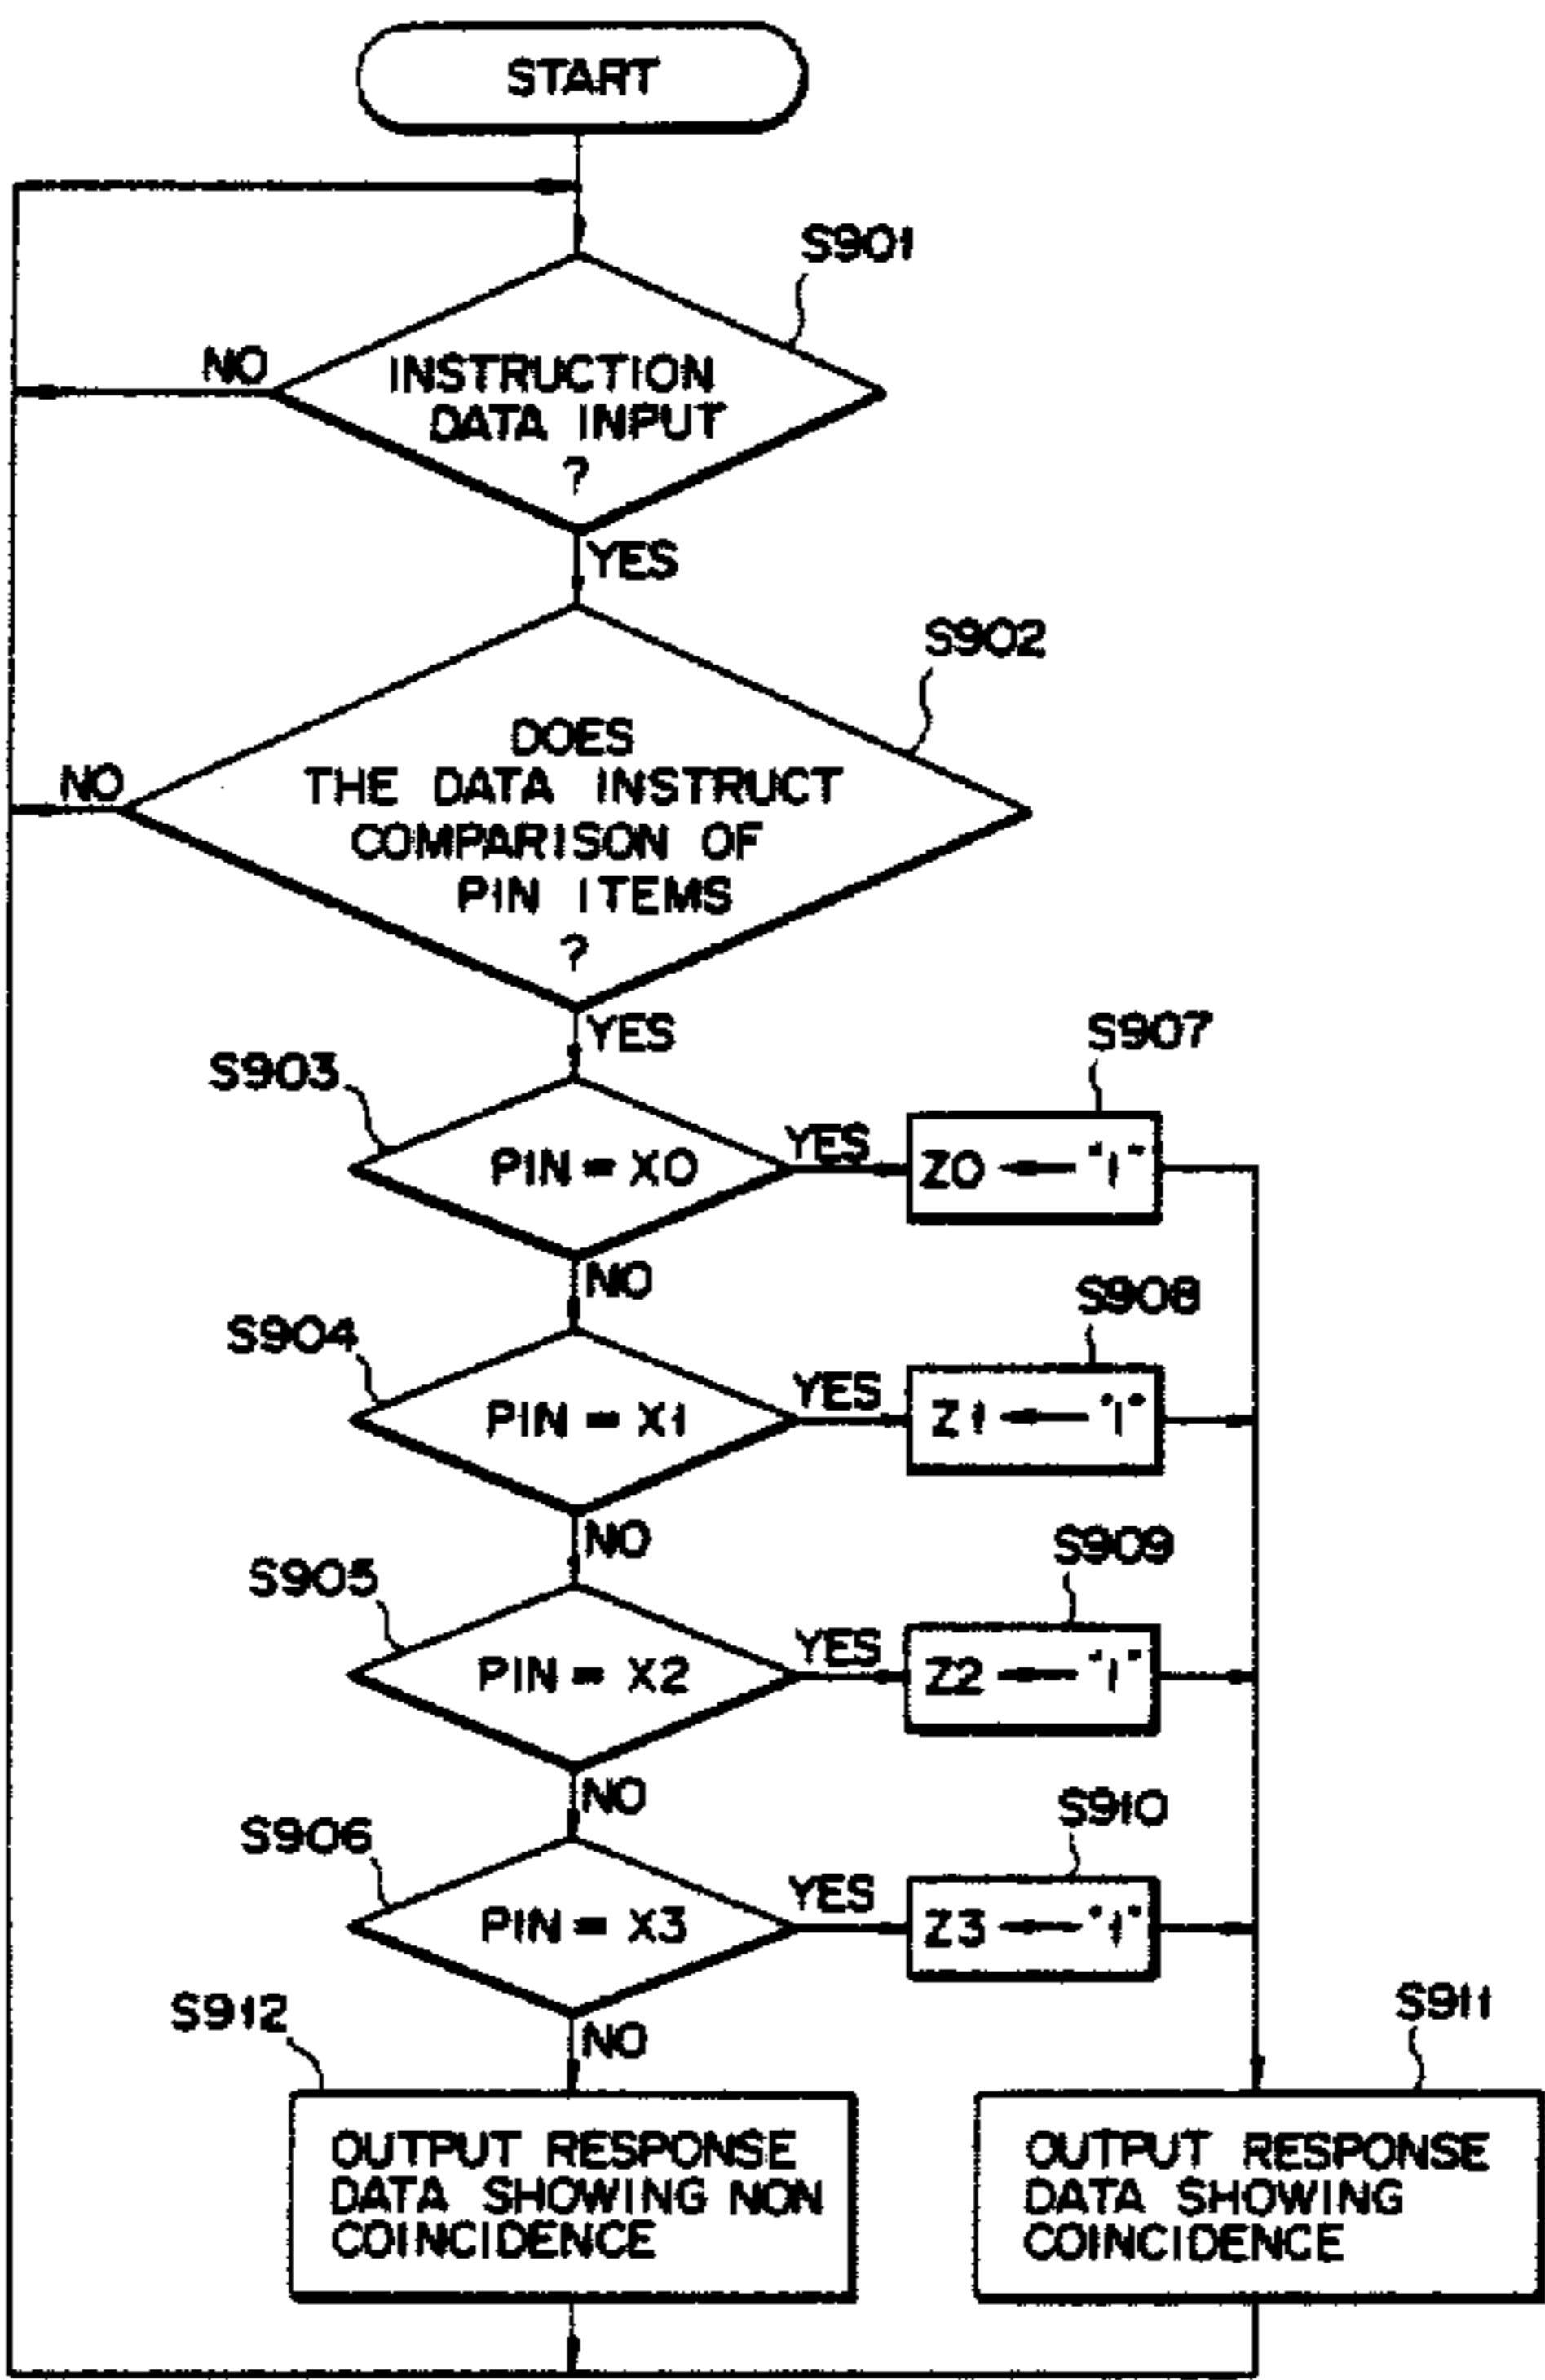 START
S901
NO
INSTRUCTION
DATA INPUT
?
YES
S902
NO
DOES
THE DATA INSTRUCT
COMPARISON OF
PIN ITEMS
?
YES
S903
PIN = X0
YES
S907
Z0 ← "1"
NO
S904
PIN = X1
YES
S908
Z1 ← "1"
NO
S905
PIN = X2
YES
S909
Z2 ← "1"
NO
S906
PIN = X3
YES
S910
Z3 ← "1"
NO
S912
OUTPUT RESPONSE
DATA SHOWING NON
COINCIDENCE
S911
OUTPUT RESPONSE
DATA SHOWING
COINCIDENCE